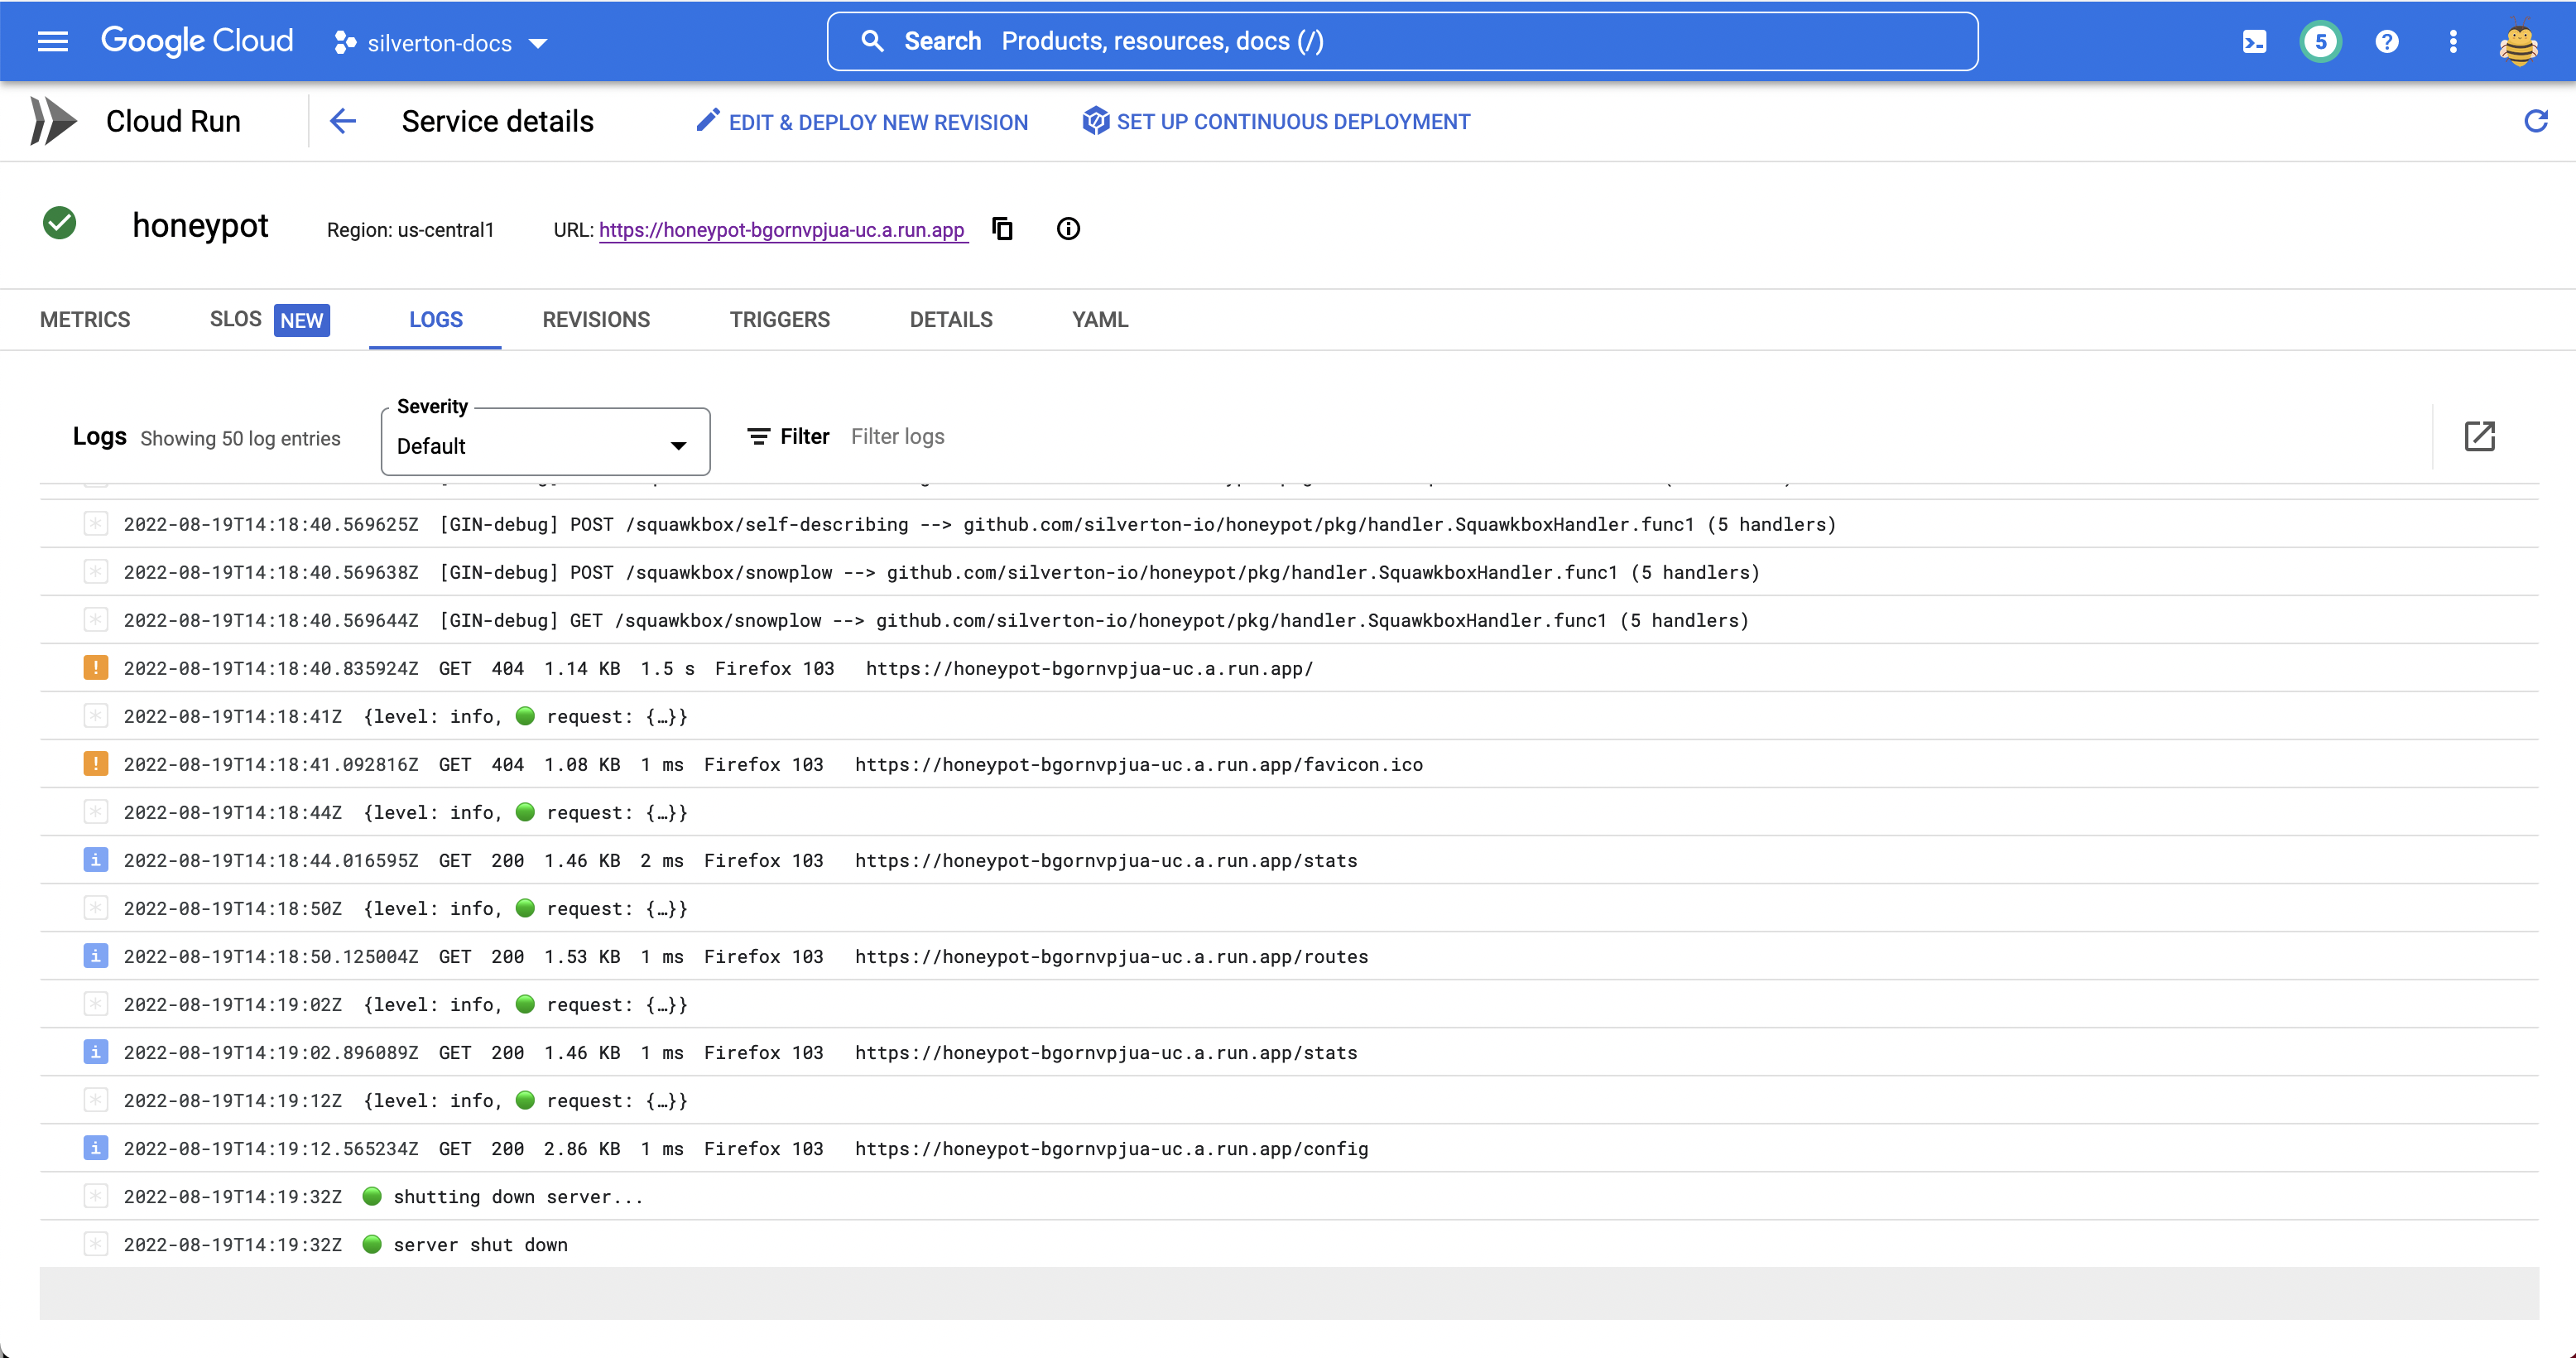 Google Cloud silverton-docs Search Products, resources, docs (/) 5 ?
Cloud Run Service details EDIT & DEPLOY NEW REVISION SET UP CONTINUOUS DEPLOYMENT
honeypot Region: us-central1 URL: https://honeypot-bgornvpjua-uc.a.run.app
METRICS SLOS NEW LOGS REVISIONS TRIGGERS DETAILS YAML
Severity
Logs Showing 50 log entries Default Filter Filter logs
* 2022-08-19T14:18:40.569625Z [GIN-debug] POST /squawkbox/self-describing --> github.com/silverton-io/honeypot/pkg/handler.SquawkboxHandler.func1 (5 handlers)
* 2022-08-19T14:18:40.569638Z [GIN-debug] POST /squawkbox/snowplow --> github.com/silverton-io/honeypot/pkg/handler.SquawkboxHandler.func1 (5 handlers)
* 2022-08-19T14:18:40.569644Z [GIN-debug] GET /squawkbox/snowplow --> github.com/silverton-io/honeypot/pkg/handler.SquawkboxHandler.func1 (5 handlers)
! 2022-08-19T14:18:40.835924Z GET 404 1.14 KB 1.5 s Firefox 103 https://honeypot-bgornvpjua-uc.a.run.app/
* 2022-08-19T14:18:41Z {level: info, 🟢 request: {…}}
! 2022-08-19T14:18:41.092816Z GET 404 1.08 KB 1 ms Firefox 103 https://honeypot-bgornvpjua-uc.a.run.app/favicon.ico
* 2022-08-19T14:18:44Z {level: info, 🟢 request: {…}}
i 2022-08-19T14:18:44.016595Z GET 200 1.46 KB 2 ms Firefox 103 https://honeypot-bgornvpjua-uc.a.run.app/stats
* 2022-08-19T14:18:50Z {level: info, 🟢 request: {…}}
i 2022-08-19T14:18:50.125004Z GET 200 1.53 KB 1 ms Firefox 103 https://honeypot-bgornvpjua-uc.a.run.app/routes
* 2022-08-19T14:19:02Z {level: info, 🟢 request: {…}}
i 2022-08-19T14:19:02.896089Z GET 200 1.46 KB 1 ms Firefox 103 https://honeypot-bgornvpjua-uc.a.run.app/stats
* 2022-08-19T14:19:12Z {level: info, 🟢 request: {…}}
i 2022-08-19T14:19:12.565234Z GET 200 2.86 KB 1 ms Firefox 103 https://honeypot-bgornvpjua-uc.a.run.app/config
* 2022-08-19T14:19:32Z 🟢 shutting down server...
* 2022-08-19T14:19:32Z 🟢 server shut down